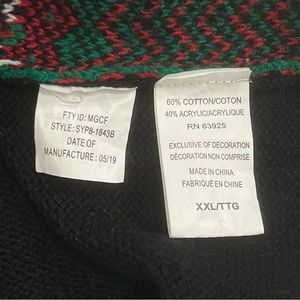 FTY ID: MGCF
STYLE: SYP8-1843B
DATE OF
MANUFACTURE: 05/19
60% COTTON/COTON
40% ACRYLIC/ACRYLIQUE
RN 63925
EXCLUSIVE OF DECORATION
DÉCORATION NON COMPRISE
MADE IN CHINA
FABRIQUÉ EN CHINE
XXL/TTG